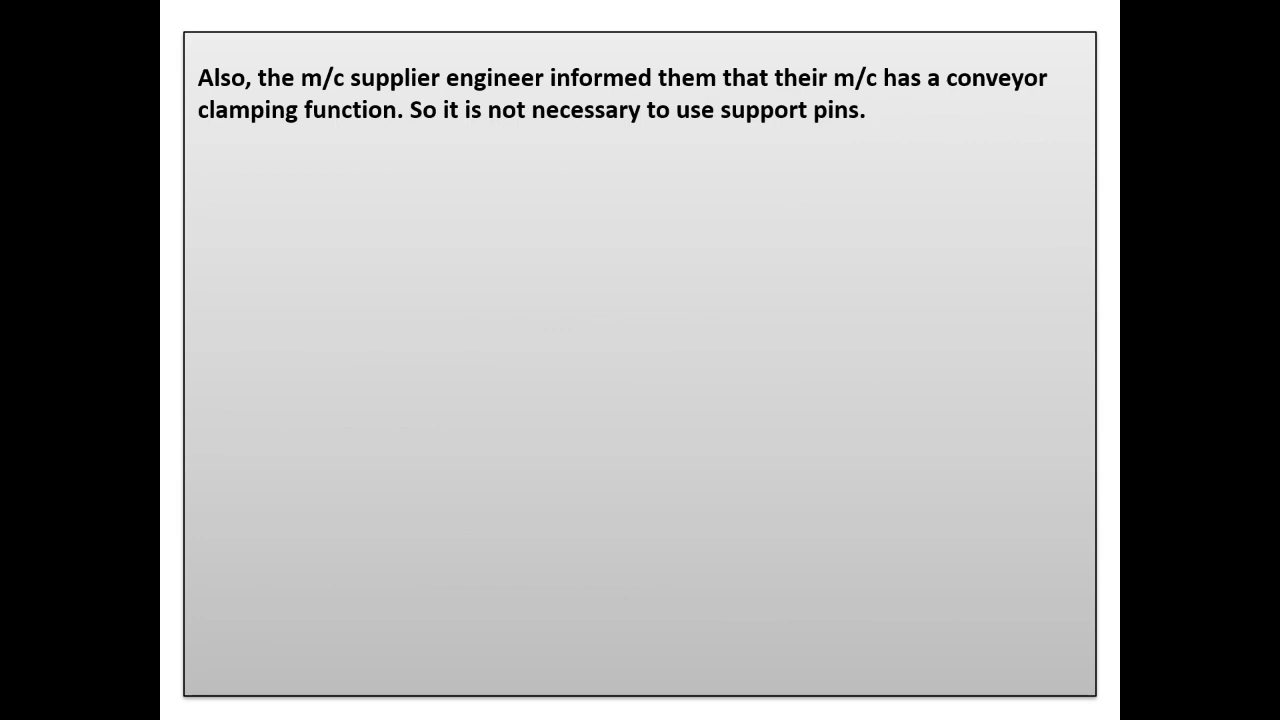 Also, the m/c supplier engineer informed them that their m/c has a conveyor
clamping function. So it is not necessary to use support pins.